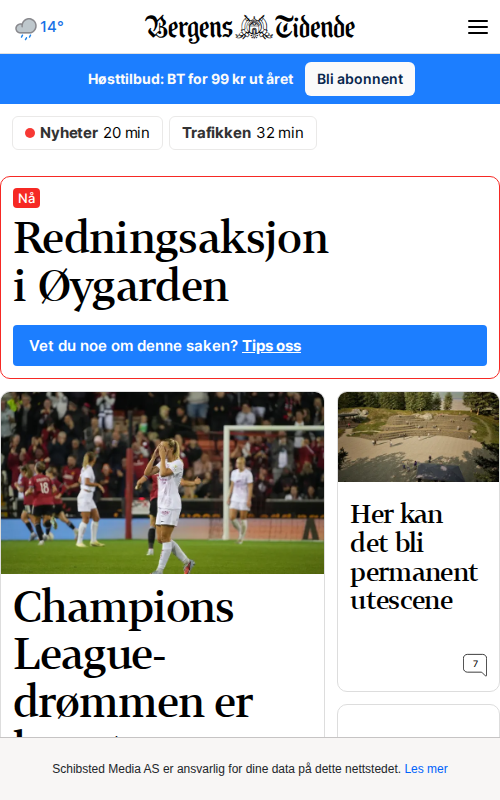 14°
Bergens Tidende
Høsttilbud: BT for 99 kr ut året
Bli abonnent
Nyheter 20 min
Trafikken 32 min
Nå
Redningsaksjon
i Øygarden
Vet du noe om denne saken? Tips oss
Champions
League-
drømmen er
Her kan
det bli
permanent
utescene
7
Schibsted Media AS er ansvarlig for dine data på dette nettstedet. Les mer